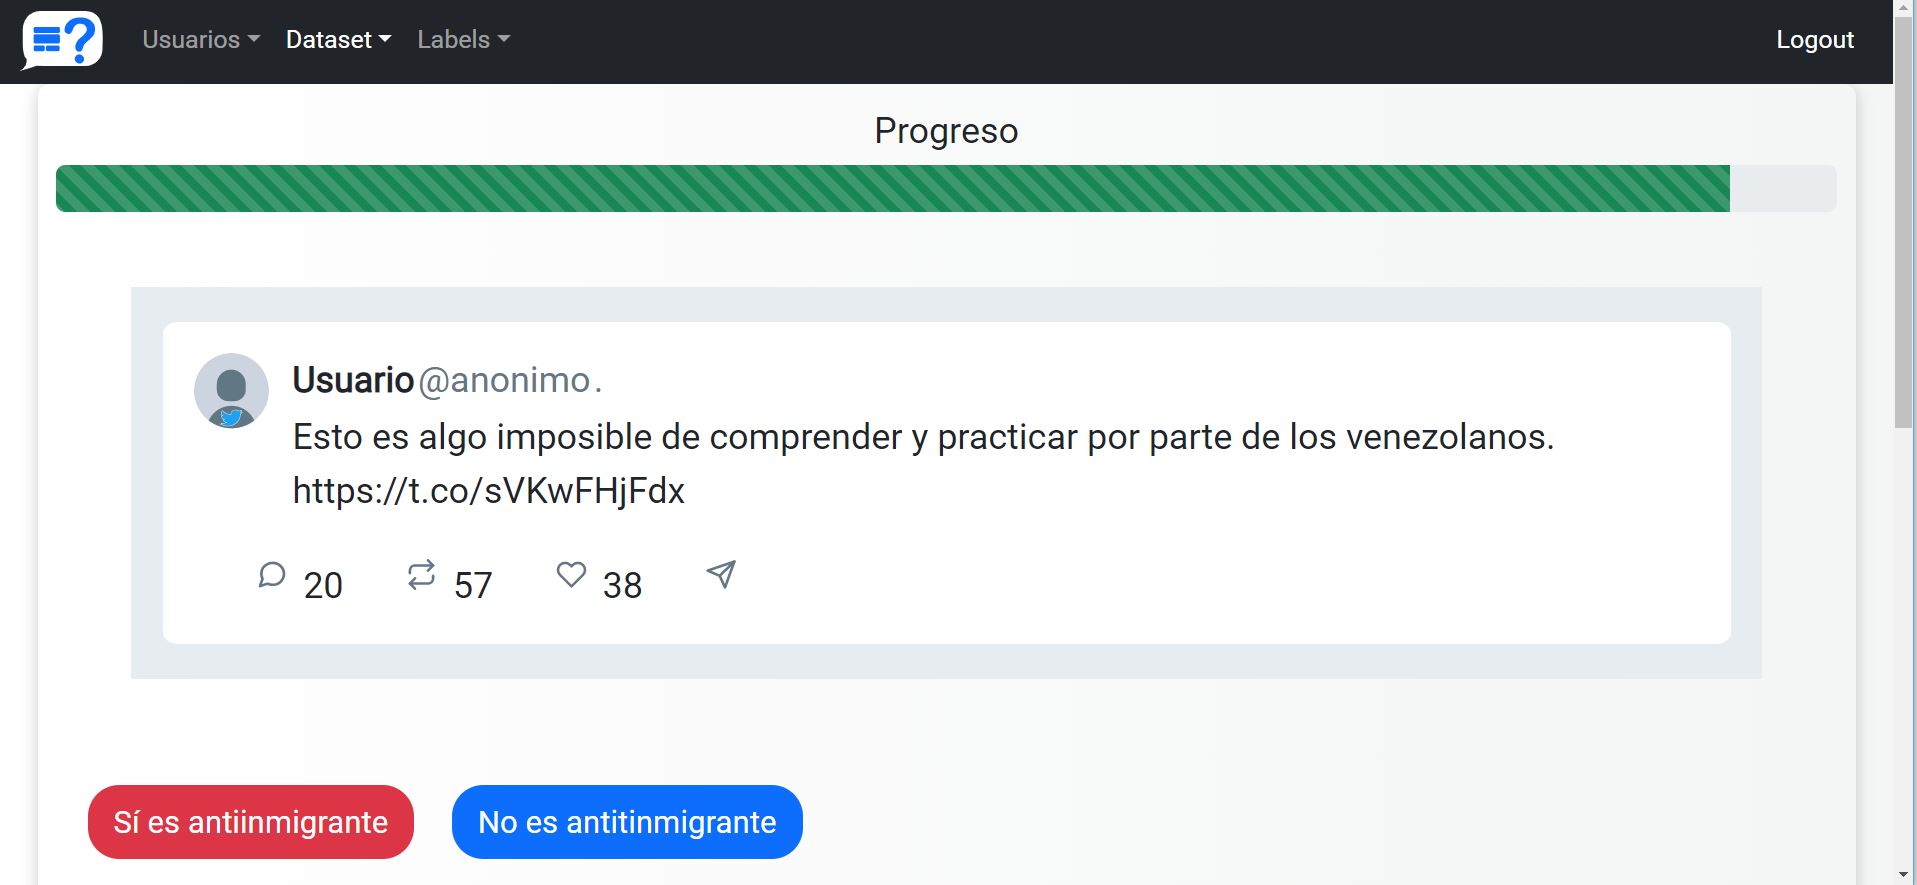 Usuarios Dataset Labels Logout
Progreso
Usuario@anonimo.
Esto es algo imposible de comprender y practicar por parte de los venezolanos.
https://t.co/sVKwFHjFdx
20 57 38
Sí es antiinmigrante No es antitinmigrante